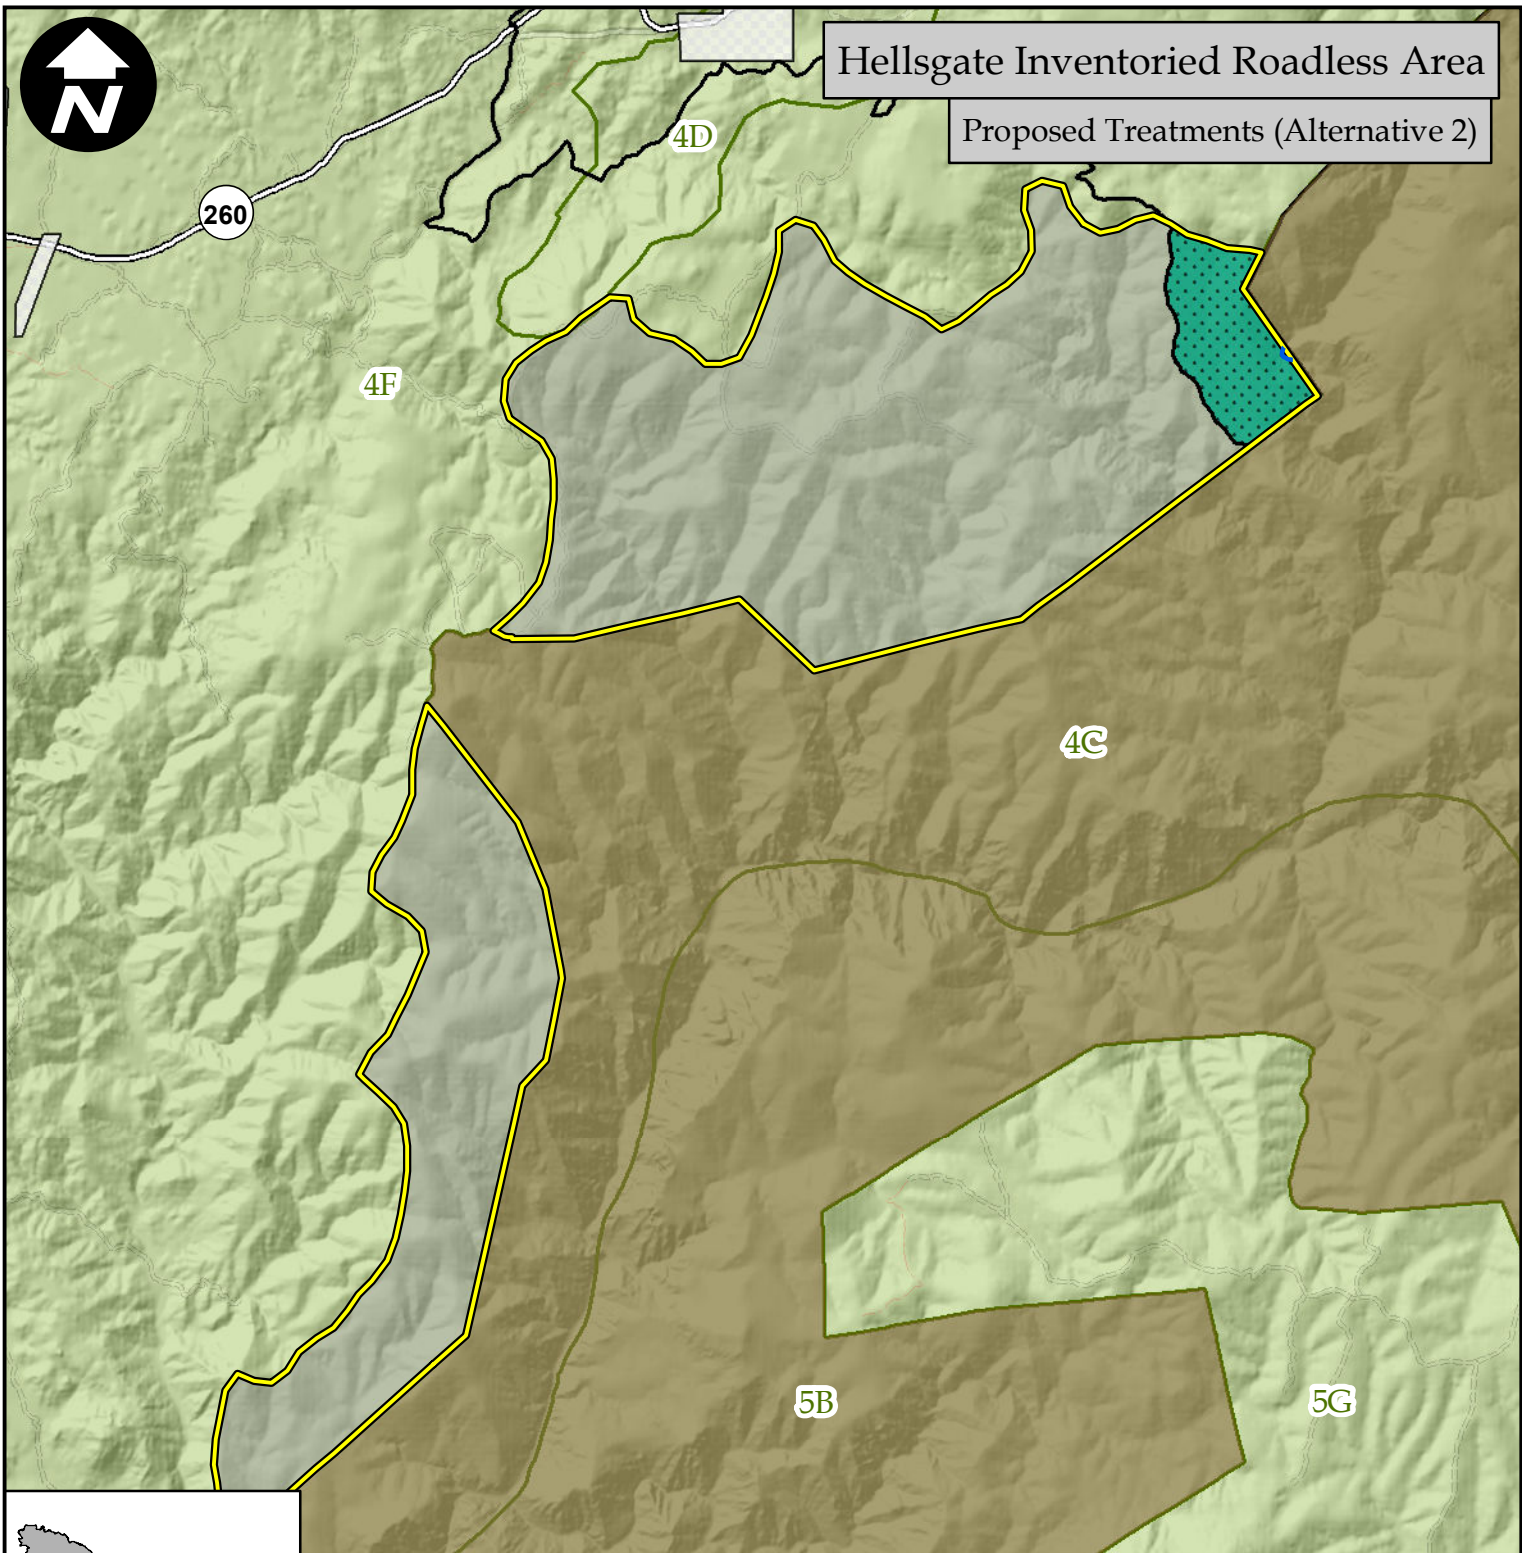 Hellsgate Inventoried Roadless Area
Proposed Treatments (Alternative 2)
N
4D
260
4F
4C
5B
5G